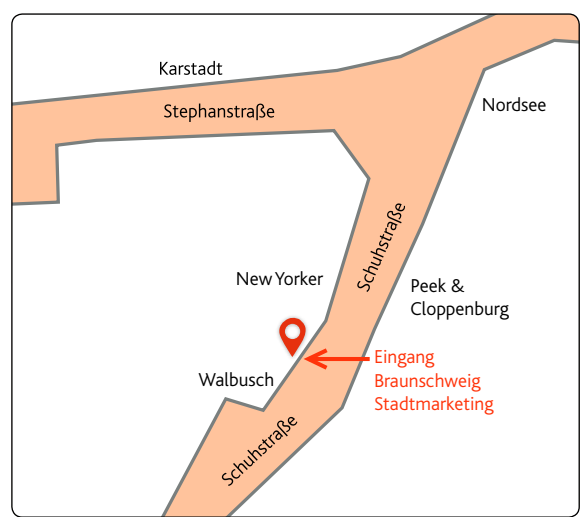 Karstadt
Stephanstraße
Nordsee
Schuhstraße
New Yorker
Peek &
Cloppenburg
Eingang
Braunschweig
Stadtmarketing
Walbusch
Schuhstraße